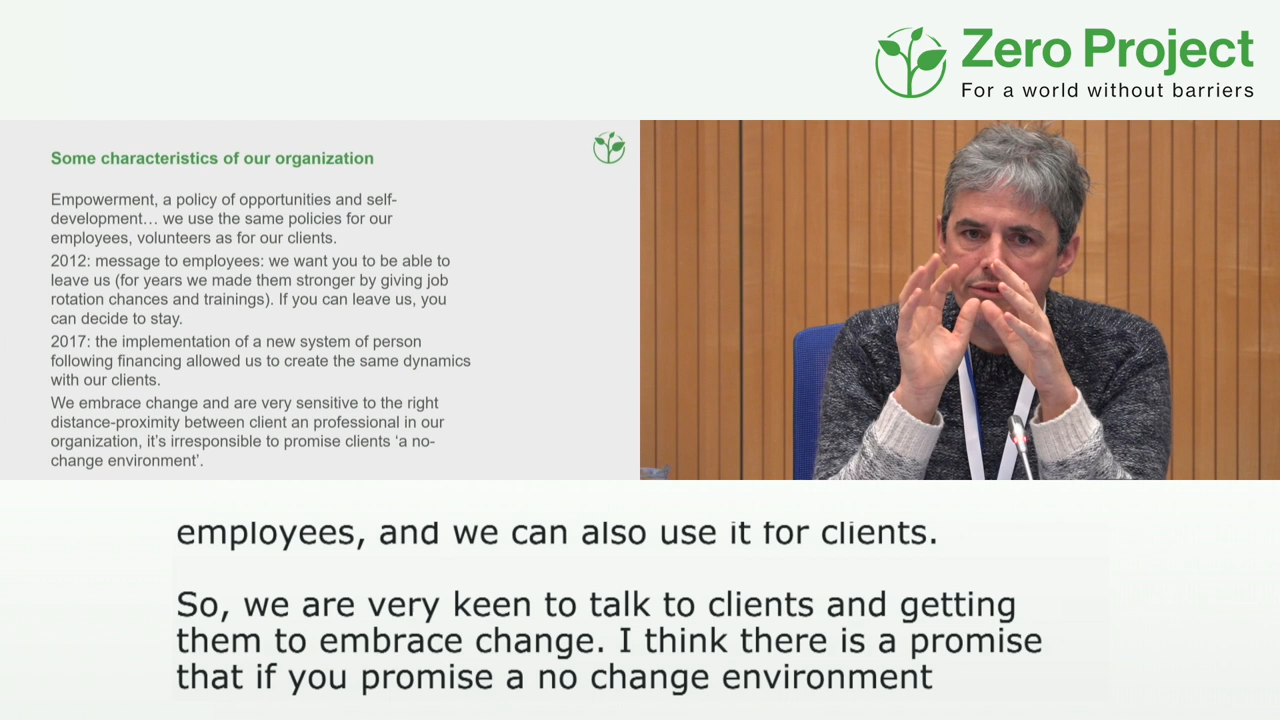 Zero Project
For a world without barriers
Some characteristics of our organization
Empowerment, a policy of opportunities and self-
development… we use the same policies for our
employees, volunteers as for our clients.
2012: message to employees: we want you to be able to
leave us (for years we made them stronger by giving job
rotation chances and trainings). If you can leave us, you
can decide to stay.
2017: the implementation of a new system of person
following financing allowed us to create the same dynamics
with our clients.
We embrace change and are very sensitive to the right
distance-proximity between client an professional in our
organization, it’s irresponsible to promise clients ‘a no-
change environment’.
employees, and we can also use it for clients.
So, we are very keen to talk to clients and getting
them to embrace change. I think there is a promise
that if you promise a no change environment